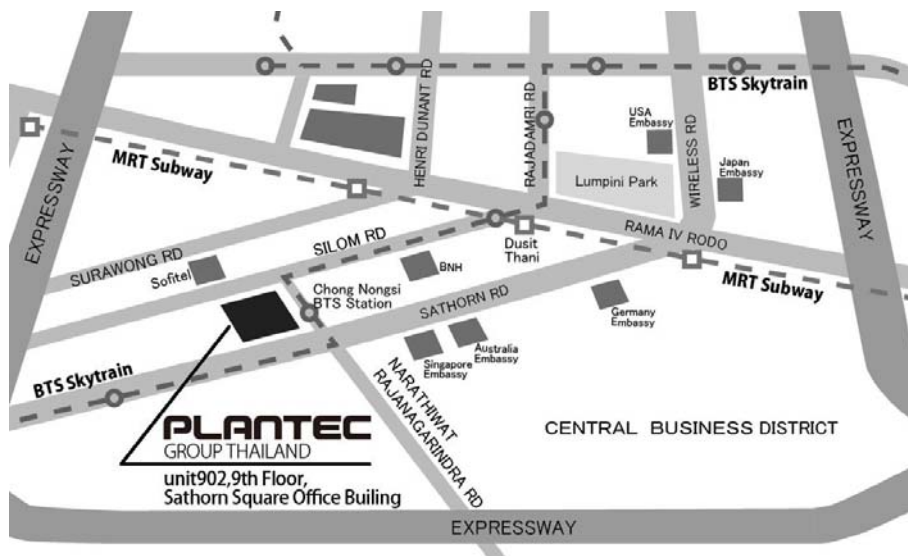 BTS Skytrain
HENRI DUNANT RD
RAJADAMRI RD
WIRELESS RD
USA
Embassy
Japan
Embassy
EXPRESSWAY
EXPRESSWAY
MRT Subway
Lumpini Park
RAMA IV RODO
SURAWONG RD
SILOM RD
Sofitel
BNH
Dusit
Thani
MRT Subway
Chong Nongsi
BTS Station
SATHORN RD
Germany
Embassy
Singapore
Embassy
Australia
Embassy
BTS Skytrain
NARATHIWAT
RAJANAGARINDRA RD
PLANTEC
GROUP THAILAND
unit902,9th Floor,
Sathorn Square Office Builing
CENTRAL BUSINESS DISTRICT
EXPRESSWAY